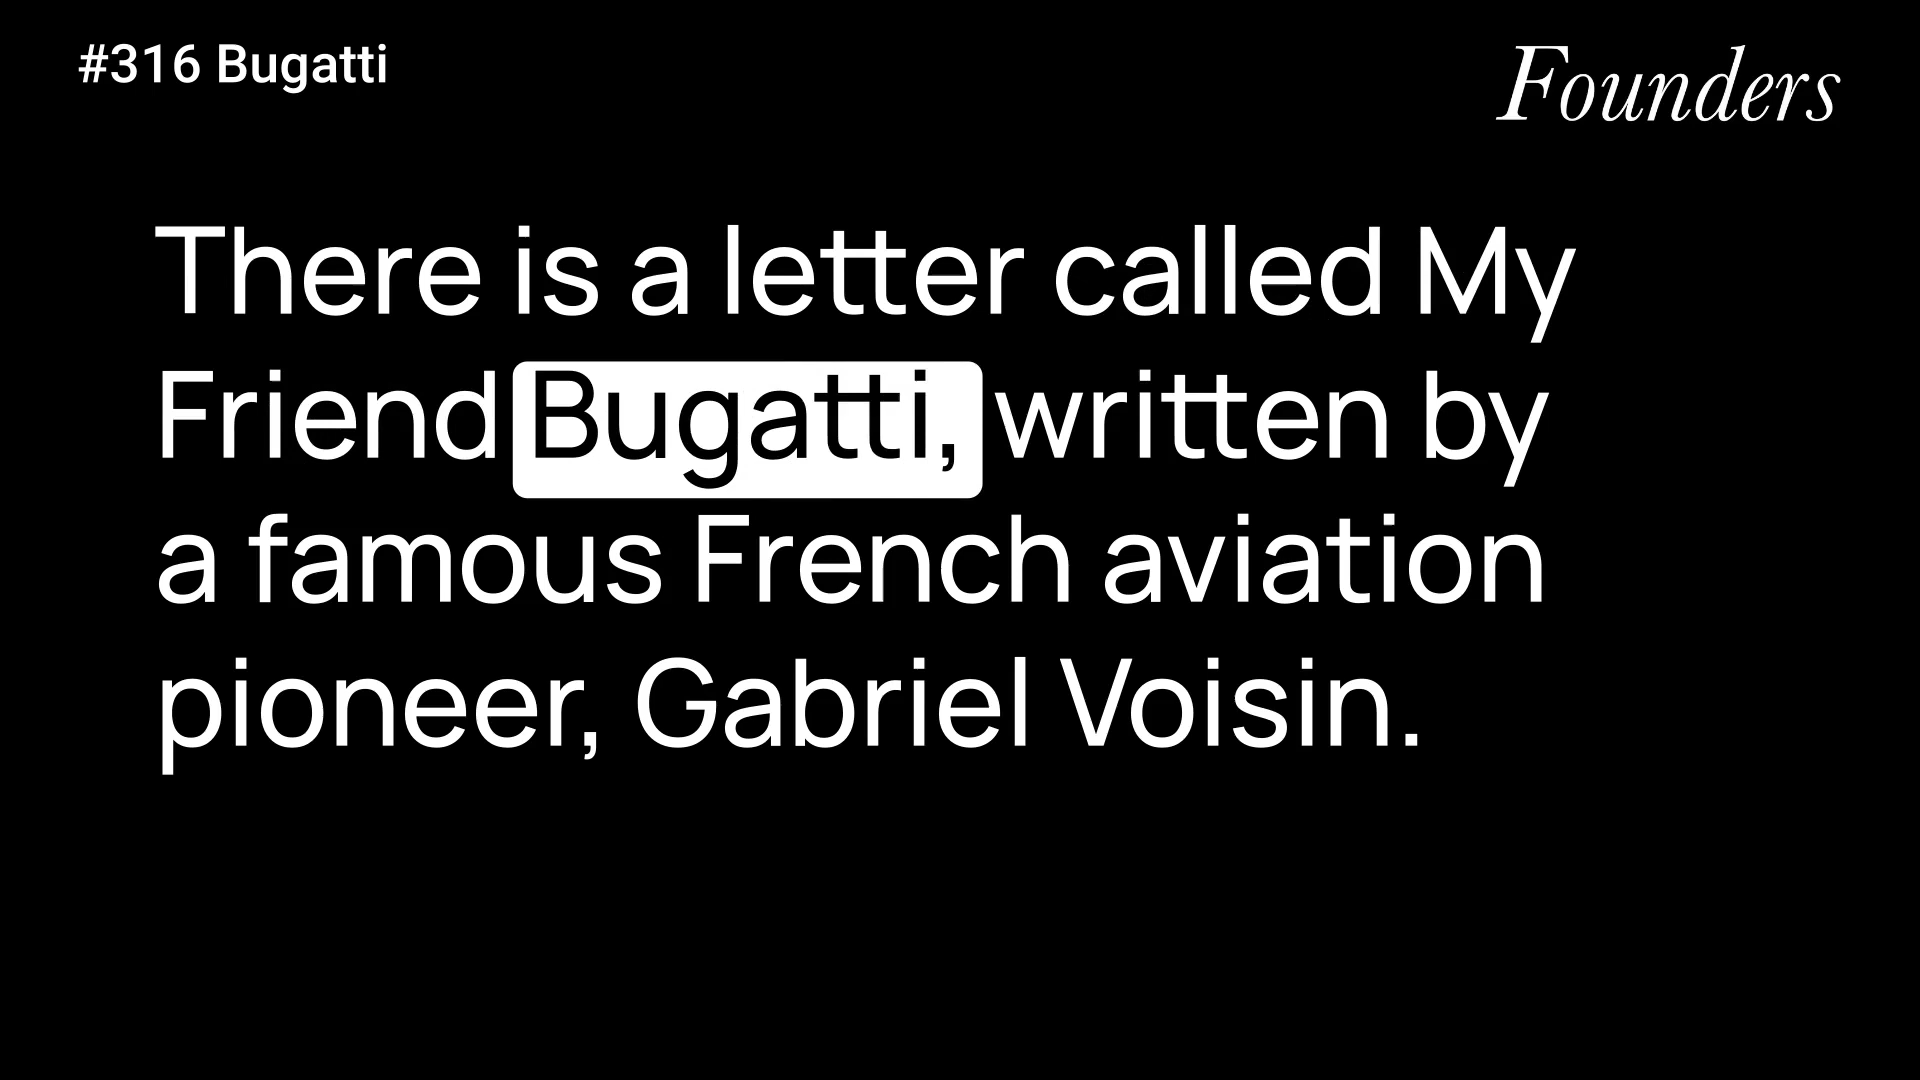 #316 Bugatti
Founders
There is a letter called My
Friend Bugatti, written by
a famous French aviation
pioneer, Gabriel Voisin.